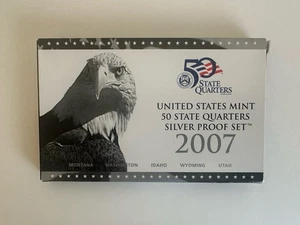 50
STATE
QUARTERS
UNITED STATES MINT
50 STATE QUARTERS
SILVER PROOF SET™
2007
MONTANA WASHINGTON IDAHO WYOMING UTAH